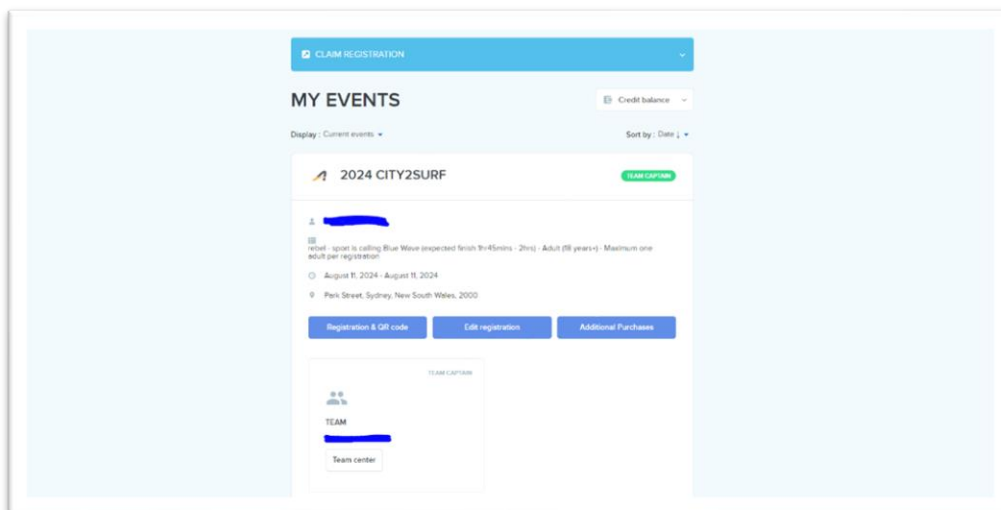 CLAIM REGISTRATION
MY EVENTS
Credit balance
Display : Current events
Sort by : Date ↓
2024 CITY2SURF
TEAM CAPTAIN
rebel - sport is calling Blue Wave (expected finish 1hr45mins - 2hrs) - Adult (18 years+) - Maximum one
adult per registration
August 11, 2024 - August 11, 2024
Park Street, Sydney, New South Wales, 2000
Registration & QR code
Edit registration
Additional Purchases
TEAM CAPTAIN
TEAM
Team center